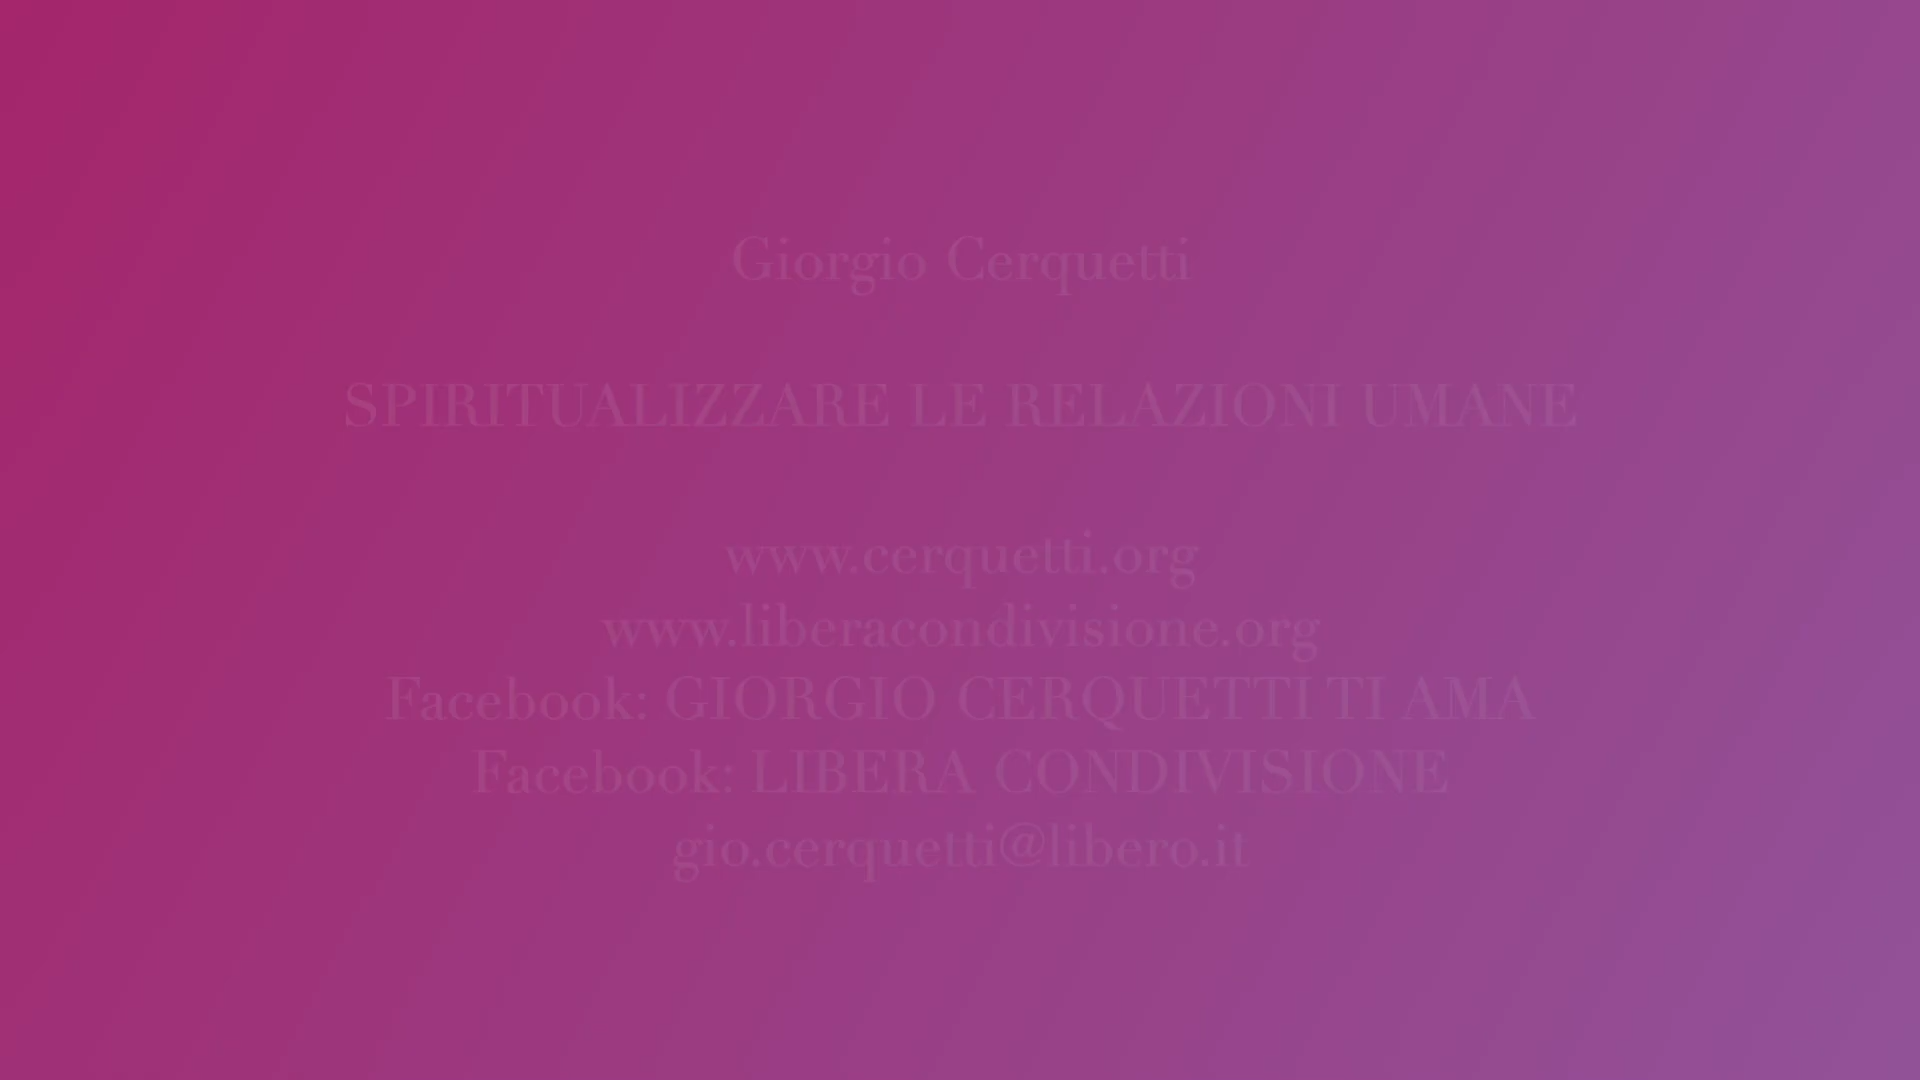 Giorgio Cerquetti
SPIRITUALIZZARE LE RELAZIONI UMANE
www.cerquetti.org
www.liberacondivisione.org
Facebook: GIORGIO CERQUETTI TI AMA
Facebook: LIBERA CONDIVISIONE
gio.cerquetti@libero.it